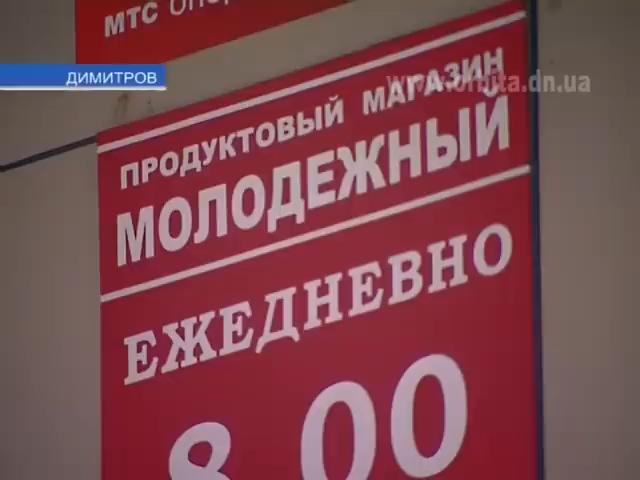 МТС
ДИМИТРОВ
www.orbita.dn.ua
ПРОДУКТОВЫЙ МАГАЗИН
МОЛОДЕЖНЫЙ
ЕЖЕДНЕВНО
8.00